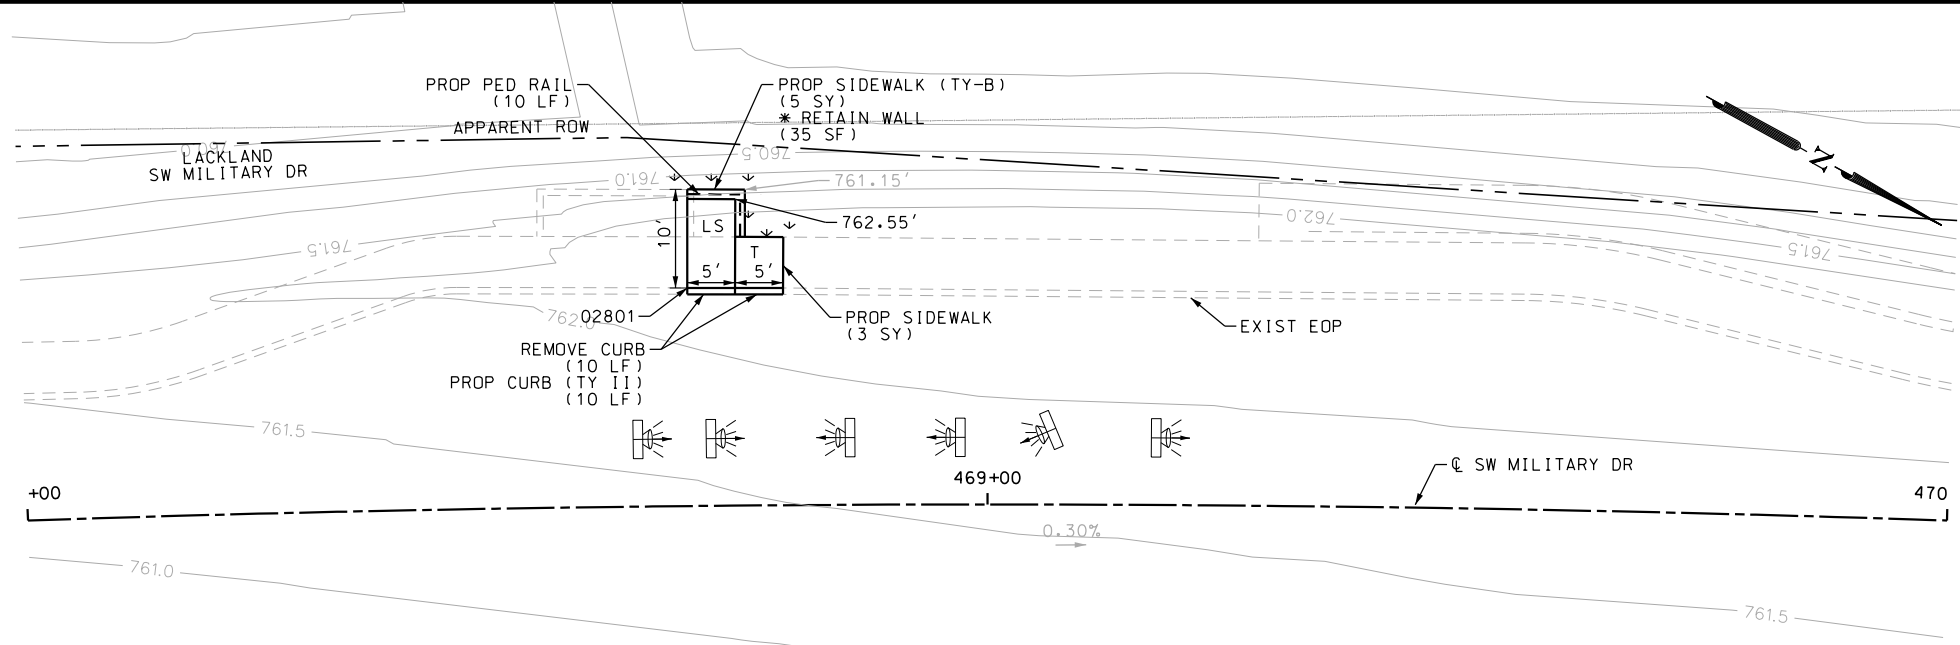 PROP PED RAIL
(10 LF)
PROP SIDEWALK (TY-B)
(5 SY)
* RETAIN WALL
(35 SF)
APPARENT ROW
760.0
LACKLAND
SW MILITARY DR
760.5
761.0
761.15'
762.55'
762.0
761.5
761.5
10'
LS
T
5'
5'
02801
762.0
PROP SIDEWALK
(3 SY)
EXIST EOP
REMOVE CURB
(10 LF)
PROP CURB (TY II)
(10 LF)
761.5
N
℄ SW MILITARY DR
+00
469+00
470
0.30%
761.0
761.5